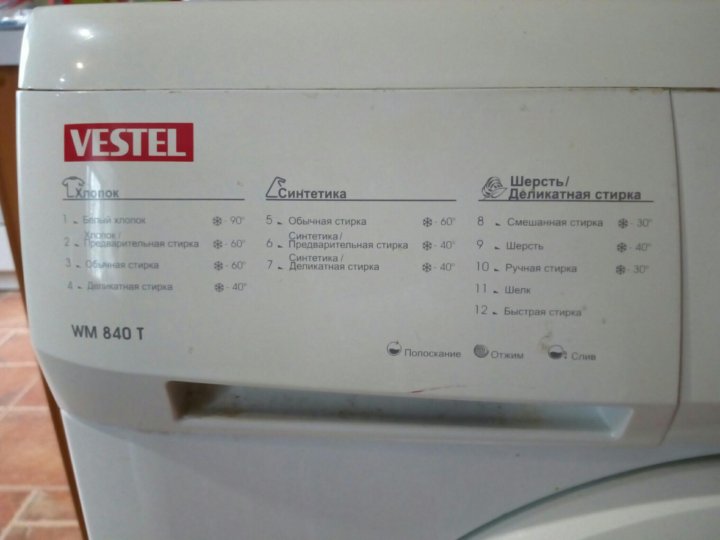 VESTEL
Хлопок
1 - Белый хлопок ❄ - 90°
Хлопок /
2 - Предварительная стирка ❄ - 60°
3 - Обычная стирка ❄ - 60°
4 - Деликатная стирка ❄ - 40°
Синтетика
5 - Обычная стирка ❄ - 60°
Синтетика /
6 - Предварительная стирка ❄ - 40°
Синтетика /
7 - Деликатная стирка ❄ - 40°
Шерсть/
Деликатная стирка
8 - Смешанная стирка ❄ - 30°
9 - Шерсть ❄ - 40°
10 - Ручная стирка ❄ - 30°
11 - Шелк
12 - Быстрая стирка
WM 840 T
Полоскание Отжим Слив